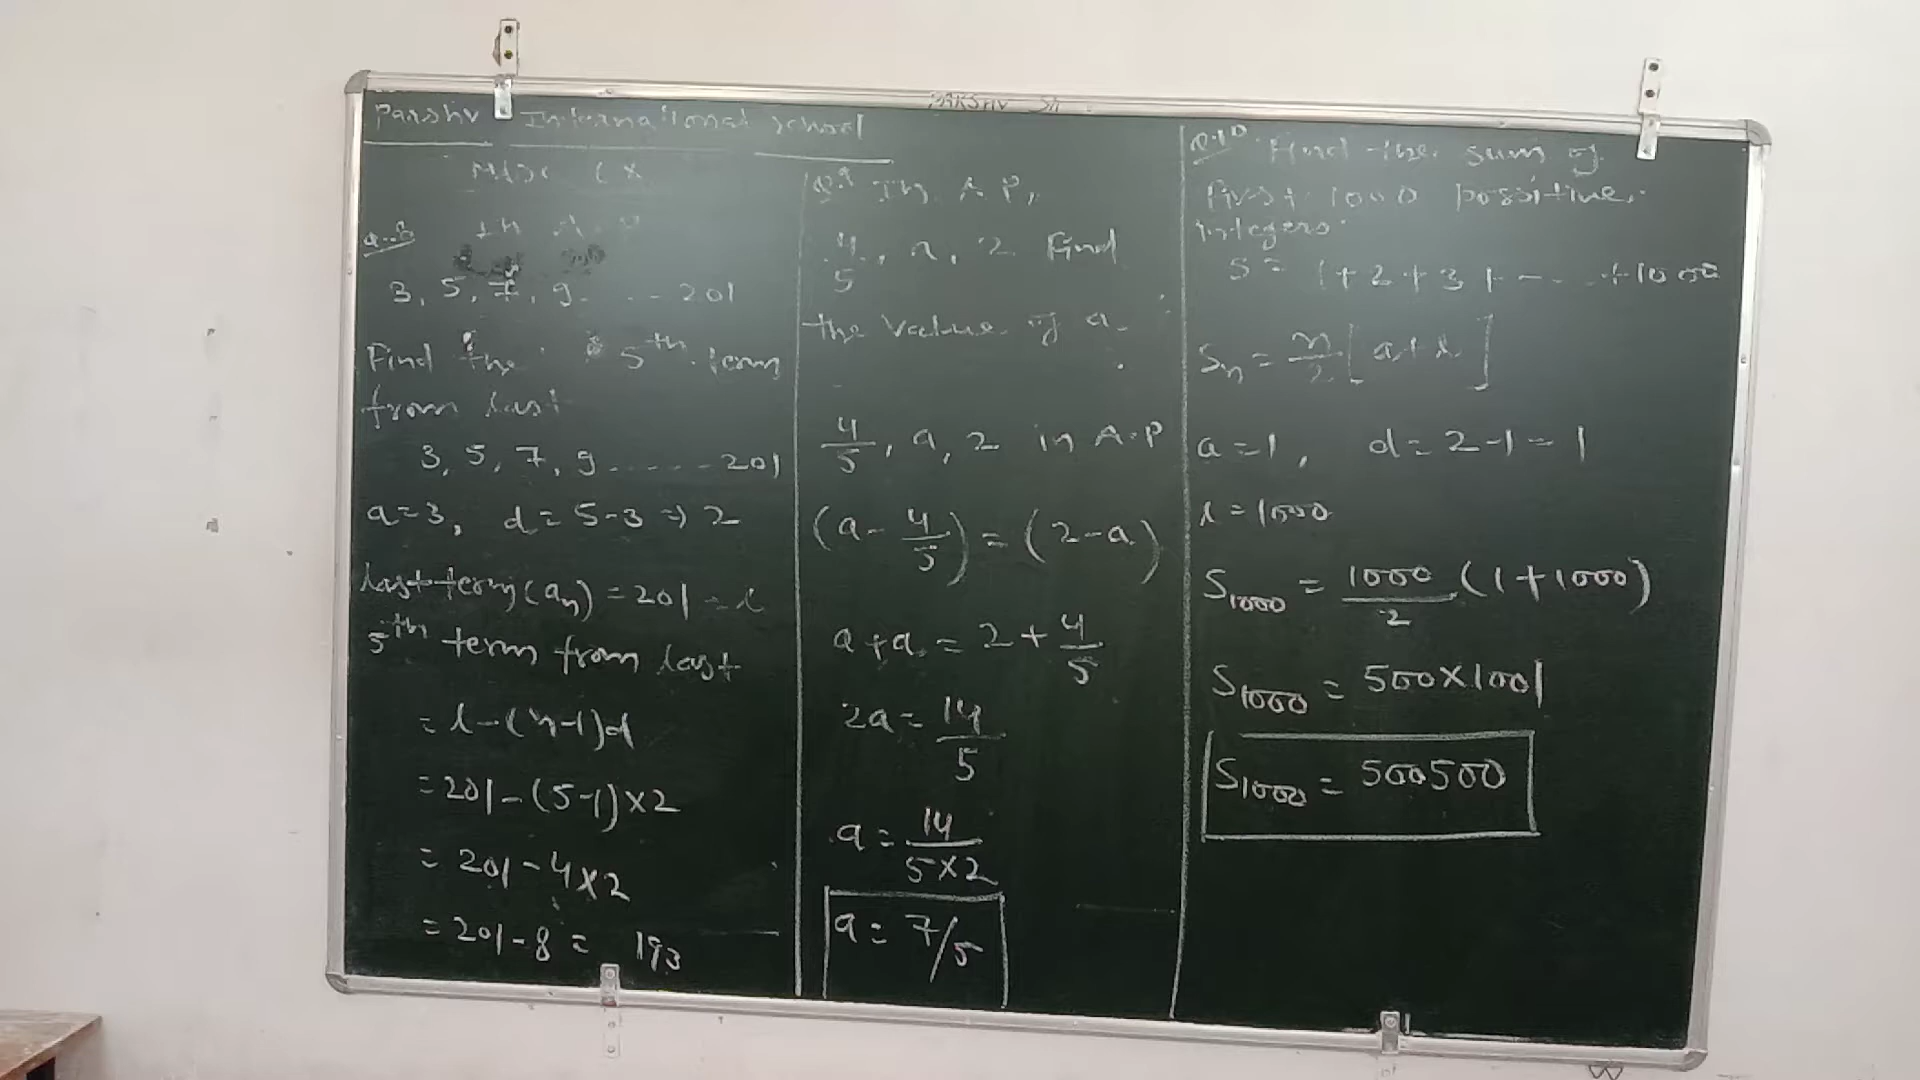 Parshv International school
Q.8 In A.P
3, 5, 7, 9 ..... 201
Find the 5th term
from last
3, 5, 7, 9 ...... 201
a=3, d = 5-3 ⇒ 2
last term (an) = 201 = l
5th term from last
= l-(n-1)d
= 201-(5-1)×2
= 201-4×2
= 201-8 = 193
Q.9 In A.P,
4/5, a, 2 Find
the value of a.
4/5, a, 2 in A.P
(a - 4/5) = (2-a)
a+a = 2+4/5
2a = 14/5
a = 14/5×2
a = 7/5
Q.10 Find the sum of
first 1000 possitive
integers.
S = 1+2+3+ - - - +1000
Sn = n/2 [a+l]
a=1, d=2-1=1
l = 1000
S1000 = 1000/2 (1+1000)
S1000 = 500×1001
S1000 = 500500